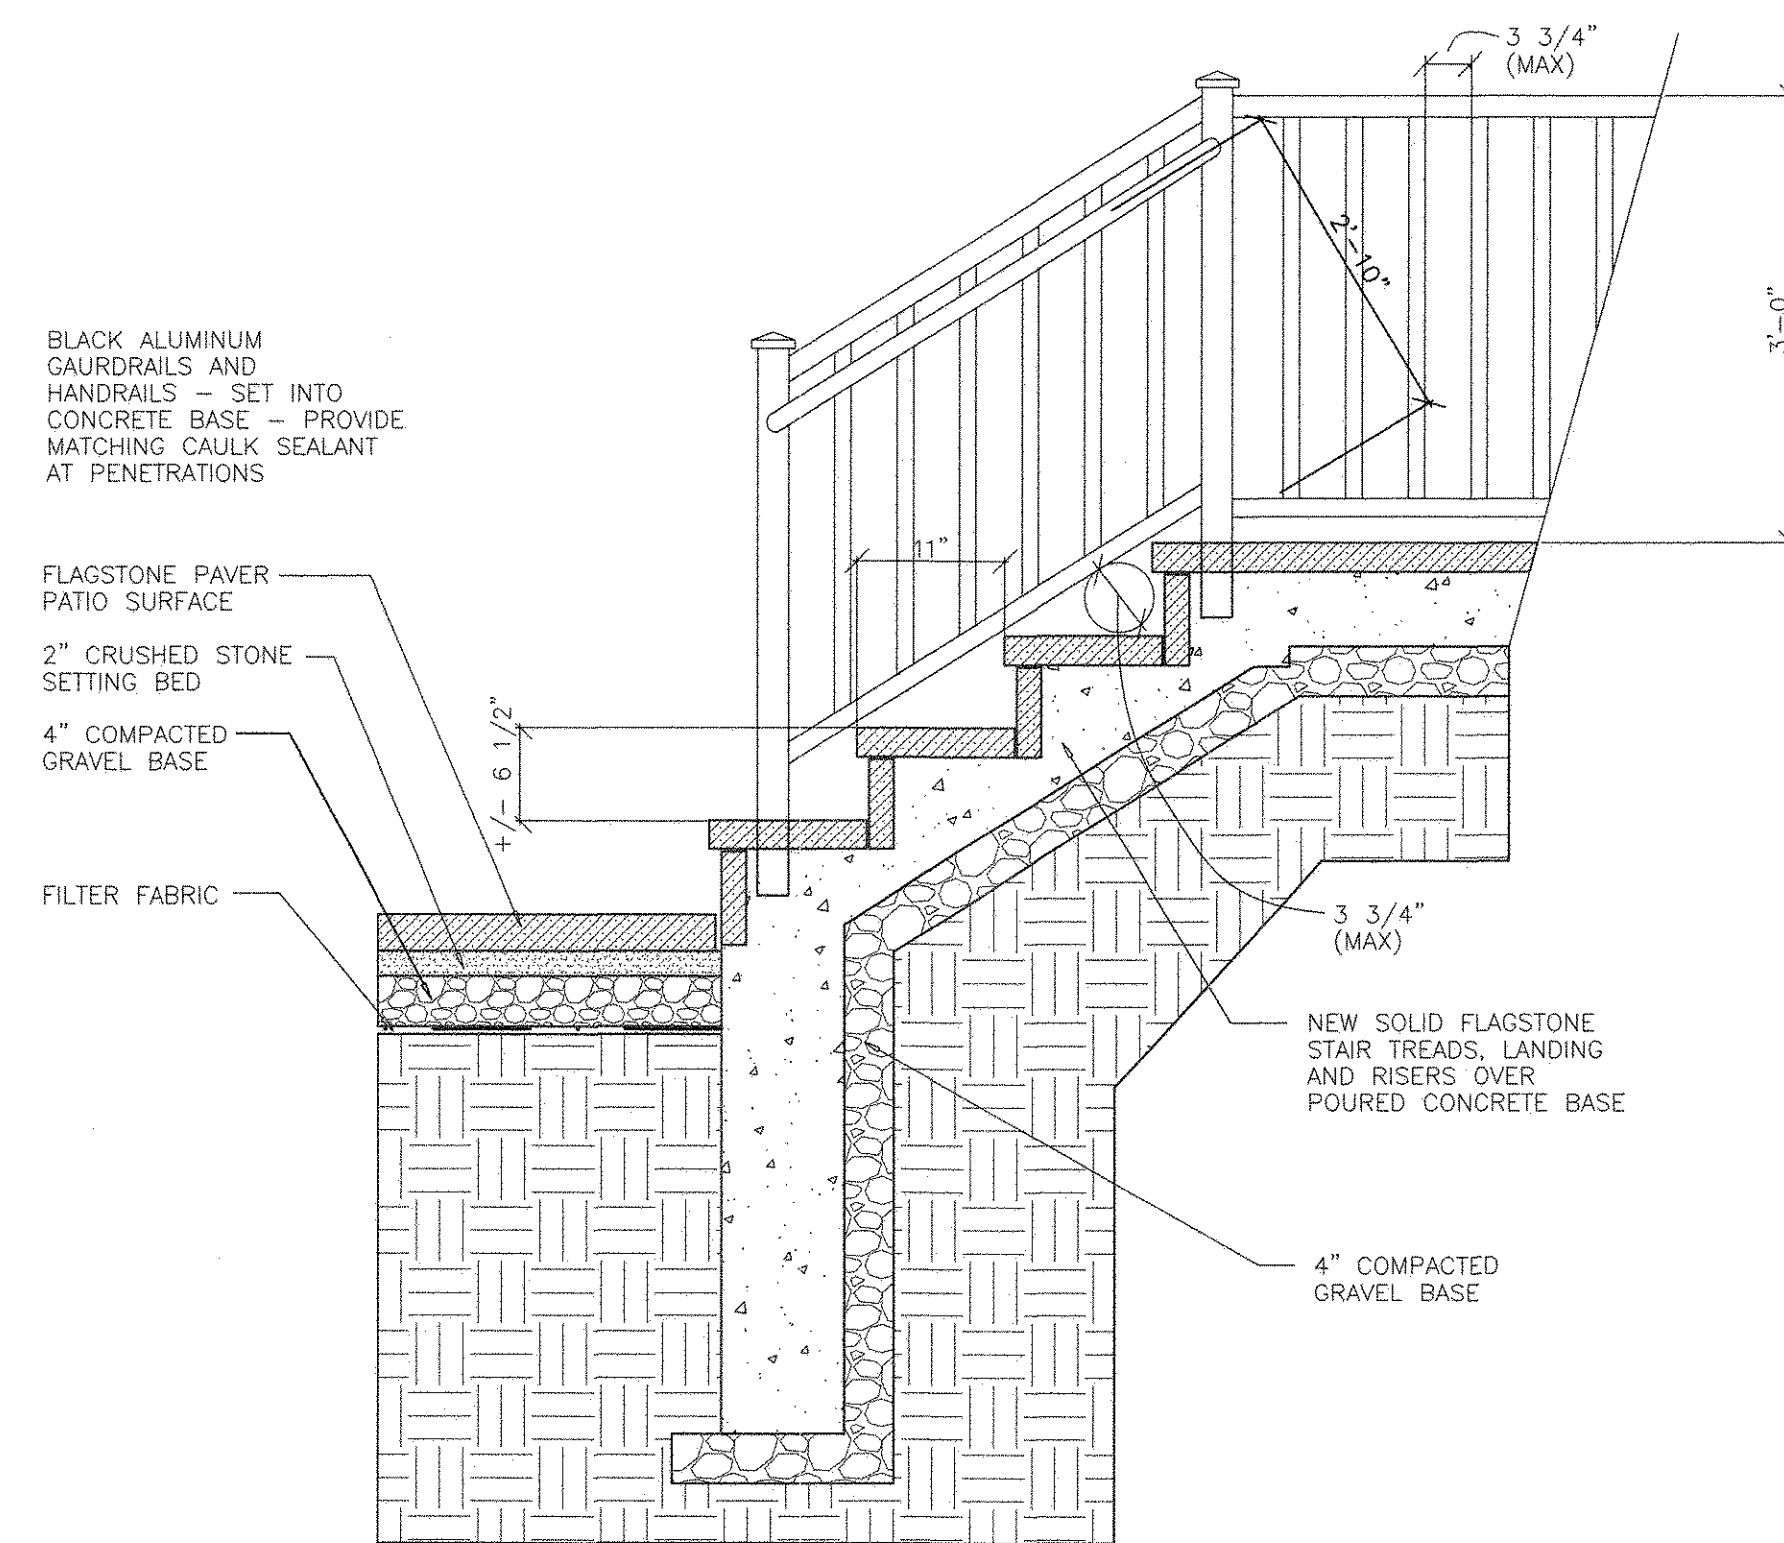 3 3/4"
(MAX)
2'-10"
3'-0"
BLACK ALUMINUM
GAURDRAILS AND
HANDRAILS – SET INTO
CONCRETE BASE – PROVIDE
MATCHING CAULK SEALANT
AT PENETRATIONS
11"
FLAGSTONE PAVER
PATIO SURFACE
2" CRUSHED STONE
SETTING BED
+/- 6 1/2"
4" COMPACTED
GRAVEL BASE
FILTER FABRIC
3 3/4"
(MAX)
NEW SOLID FLAGSTONE
STAIR TREADS, LANDING
AND RISERS OVER
POURED CONCRETE BASE
4" COMPACTED
GRAVEL BASE